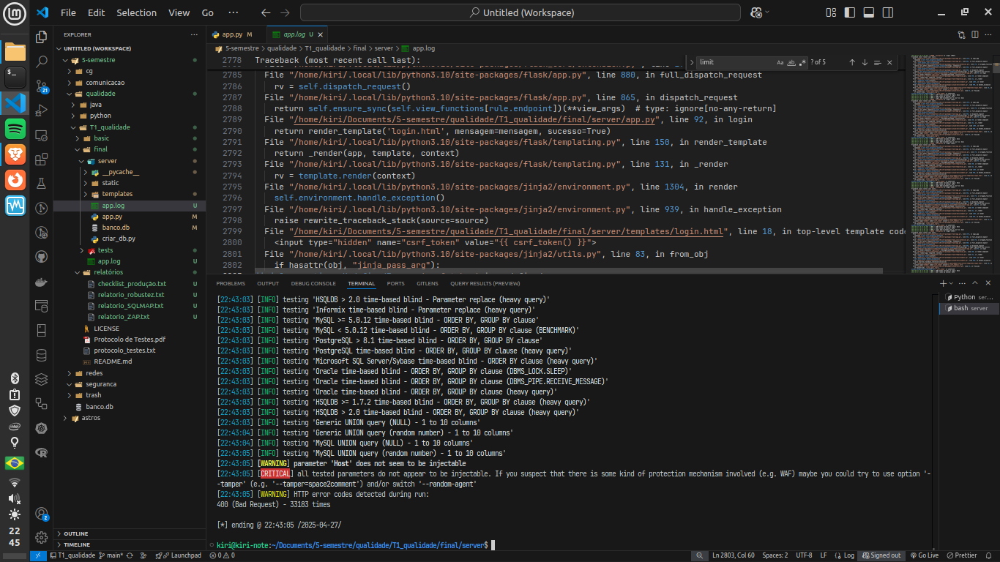 File Edit Selection View Go ··· Untitled (Workspace)
EXPLORER ···
UNTITLED (WORKSPACE)
5-semestre
cg
comunicacao
qualidade
java
python
T1_qualidade
basic
final
server
__pycache__
static
templates
app.log U
app.py M
banco.db M
criar_db.py
tests
app.log U
relatórios
checklist_produção.txt U
relatorio_robustez.txt U
relatorio_SQLMAP.txt U
relatorio_ZAP.txt U
LICENSE
Protocolo de Testes.pdf
protocolo_testes.txt
README.md
redes
seguranca
trash
banco.db
astros
OUTLINE
TIMELINE
21
2
22
45
app.py M app.log U
5-semestre > qualidade > T1_qualidade > final > server > app.log
limit Aa ab ? of 5
2778 Traceback (most recent call last):
2785 File "/home/kiri/.local/lib/python3.10/site-packages/flask/app.py", line 880, in full_dispatch_request
2786 rv = self.dispatch_request()
2787 File "/home/kiri/.local/lib/python3.10/site-packages/flask/app.py", line 865, in dispatch_request
2788 return self.ensure_sync(self.view_functions[rule.endpoint])(**view_args) # type: ignore[no-any-return]
2789 File "/home/kiri/Documents/5-semestre/qualidade/T1_qualidade/final/server/app.py", line 92, in login
2790 return render_template('login.html', mensagem=mensagem, sucesso=True)
2791 File "/home/kiri/.local/lib/python3.10/site-packages/flask/templating.py", line 150, in render_template
2792 return _render(app, template, context)
2793 File "/home/kiri/.local/lib/python3.10/site-packages/flask/templating.py", line 131, in _render
2794 rv = template.render(context)
2795 File "/home/kiri/.local/lib/python3.10/site-packages/jinja2/environment.py", line 1304, in render
2796 self.environment.handle_exception()
2797 File "/home/kiri/.local/lib/python3.10/site-packages/jinja2/environment.py", line 939, in handle_exception
2798 raise rewrite_traceback_stack(source=source)
2799 File "/home/kiri/Documents/5-semestre/qualidade/T1_qualidade/final/server/templates/login.html", line 18, in top-level template code
2800 <input type="hidden" name="csrf_token" value="{{ csrf_token() }}">
2801 File "/home/kiri/.local/lib/python3.10/site-packages/jinja2/utils.py", line 83, in from_obj
2802 if hasattr(obj, "jinja_pass_arg"):
PROBLEMS OUTPUT DEBUG CONSOLE TERMINAL PORTS GITLENS QUERY RESULTS (PREVIEW)
Python ser...
bash server
[22:43:03] [INFO] testing 'HSQLDB > 2.0 time-based blind - Parameter replace (heavy query)'
[22:43:03] [INFO] testing 'Informix time-based blind - Parameter replace (heavy query)'
[22:43:03] [INFO] testing 'MySQL >= 5.0.12 time-based blind - ORDER BY, GROUP BY clause'
[22:43:03] [INFO] testing 'MySQL < 5.0.12 time-based blind - ORDER BY, GROUP BY clause (BENCHMARK)'
[22:43:03] [INFO] testing 'PostgreSQL > 8.1 time-based blind - ORDER BY, GROUP BY clause'
[22:43:03] [INFO] testing 'PostgreSQL time-based blind - ORDER BY, GROUP BY clause (heavy query)'
[22:43:03] [INFO] testing 'Microsoft SQL Server/Sybase time-based blind - ORDER BY clause (heavy query)'
[22:43:03] [INFO] testing 'Oracle time-based blind - ORDER BY, GROUP BY clause (DBMS_LOCK.SLEEP)'
[22:43:03] [INFO] testing 'Oracle time-based blind - ORDER BY, GROUP BY clause (DBMS_PIPE.RECEIVE_MESSAGE)'
[22:43:03] [INFO] testing 'Oracle time-based blind - ORDER BY, GROUP BY clause (heavy query)'
[22:43:03] [INFO] testing 'HSQLDB >= 1.7.2 time-based blind - ORDER BY, GROUP BY clause (heavy query)'
[22:43:03] [INFO] testing 'HSQLDB > 2.0 time-based blind - ORDER BY, GROUP BY clause (heavy query)'
[22:43:03] [INFO] testing 'Generic UNION query (NULL) - 1 to 10 columns'
[22:43:04] [INFO] testing 'Generic UNION query (random number) - 1 to 10 columns'
[22:43:04] [INFO] testing 'MySQL UNION query (NULL) - 1 to 10 columns'
[22:43:05] [INFO] testing 'MySQL UNION query (random number) - 1 to 10 columns'
[22:43:05] [WARNING] parameter 'Host' does not seem to be injectable
[22:43:05] [CRITICAL] all tested parameters do not appear to be injectable. If you suspect that there is some kind of protection mechanism involved (e.g. WAF) maybe you could try to use option '-
-tamper' (e.g. '--tamper=space2comment') and/or switch '--random-agent'
[22:43:05] [WARNING] HTTP error codes detected during run:
400 (Bad Request) - 33183 times
[*] ending @ 22:43:05 /2025-04-27/
kiri@kiri-note:~/Documents/5-semestre/qualidade/T1_qualidade/final/server$
T1_qualidade main* Launchpad 0 0 Ln 2803, Col 60 Spaces: 2 UTF-8 LF Log Signed out Go Live Prettier